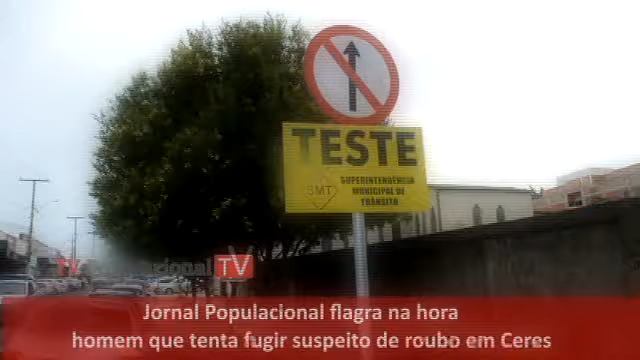 TESTE
SMT
SUPERINTENDÊNCIA
MUNICIPAL DE
TRÂNSITO
TV
Jornal Populacional flagra na hora
homem que tenta fugir suspeito de roubo em Ceres